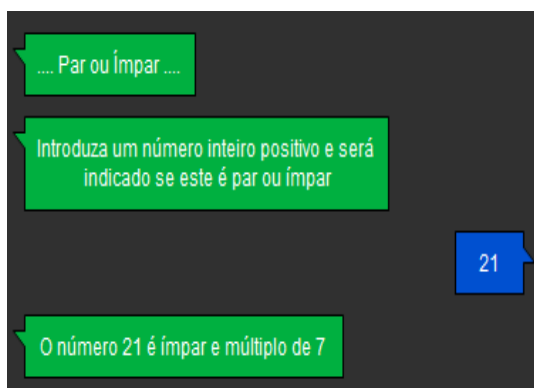 .... Par ou Ímpar ....
Introduza um número inteiro positivo e será
indicado se este é par ou ímpar
21
O número 21 é ímpar e múltiplo de 7